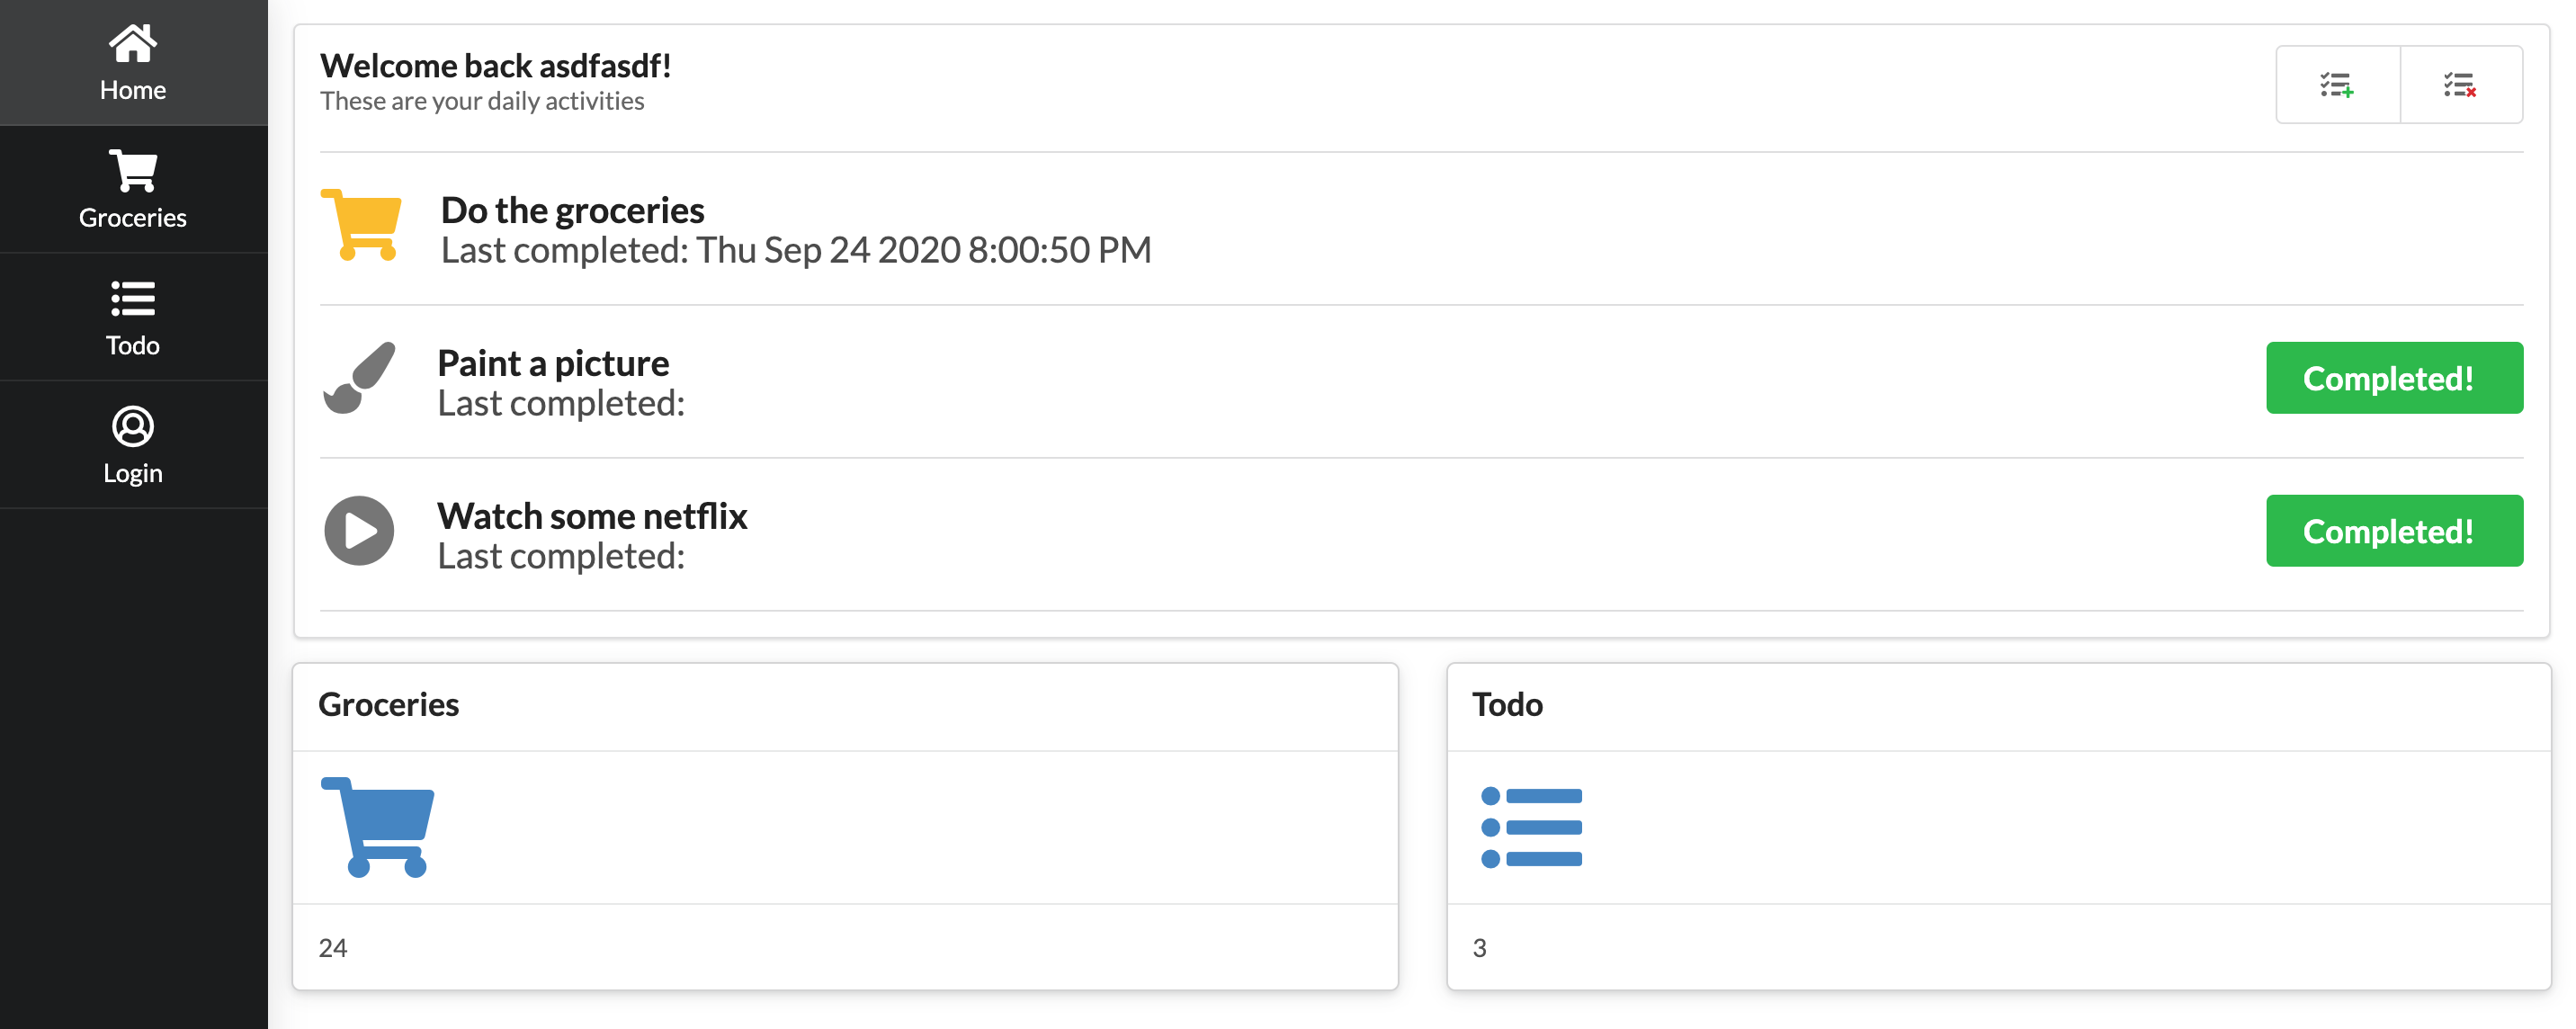 Home
Groceries
Todo
Login
Welcome back asdfasdf!
These are your daily activities
Do the groceries
Last completed: Thu Sep 24 2020 8:00:50 PM
Paint a picture
Last completed:
Completed!
Watch some netflix
Last completed:
Completed!
Groceries
24
Todo
3